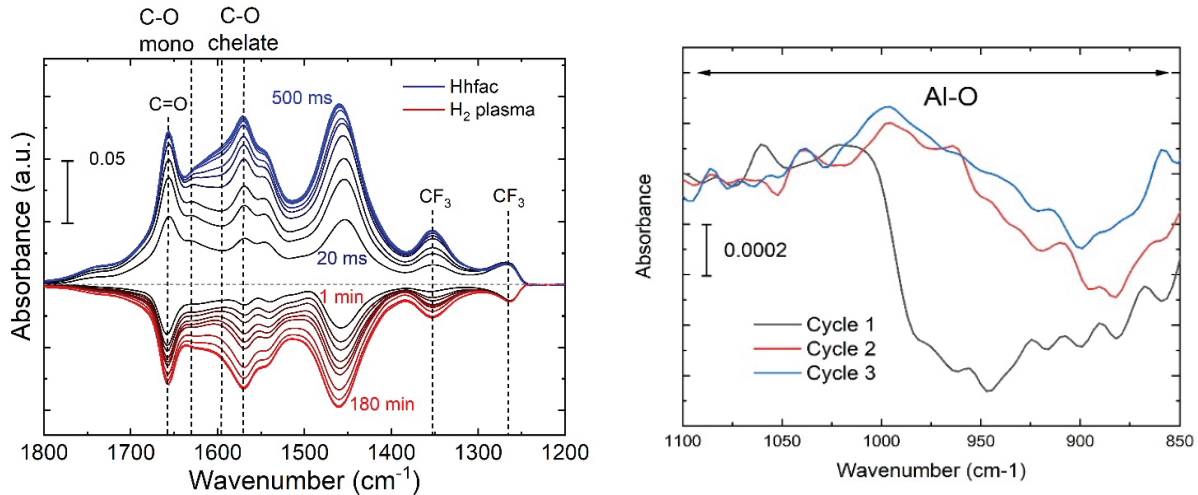 C-O
mono
C-O
chelate
C=O
500 ms
Hhfac
H₂ plasma
0.05
CF₃
CF₃
20 ms
1 min
180 min
Absorbance (a.u.)
1800 1700 1600 1500 1400 1300 1200
Wavenumber (cm⁻¹)
Al-O
0.0002
Cycle 1
Cycle 2
Cycle 3
Absorbance
1100 1050 1000 950 900 850
Wavenumber (cm-1)